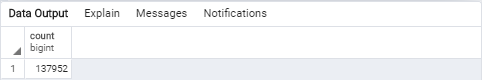 Data Output Explain Messages Notifications
count
bigint
1 137952